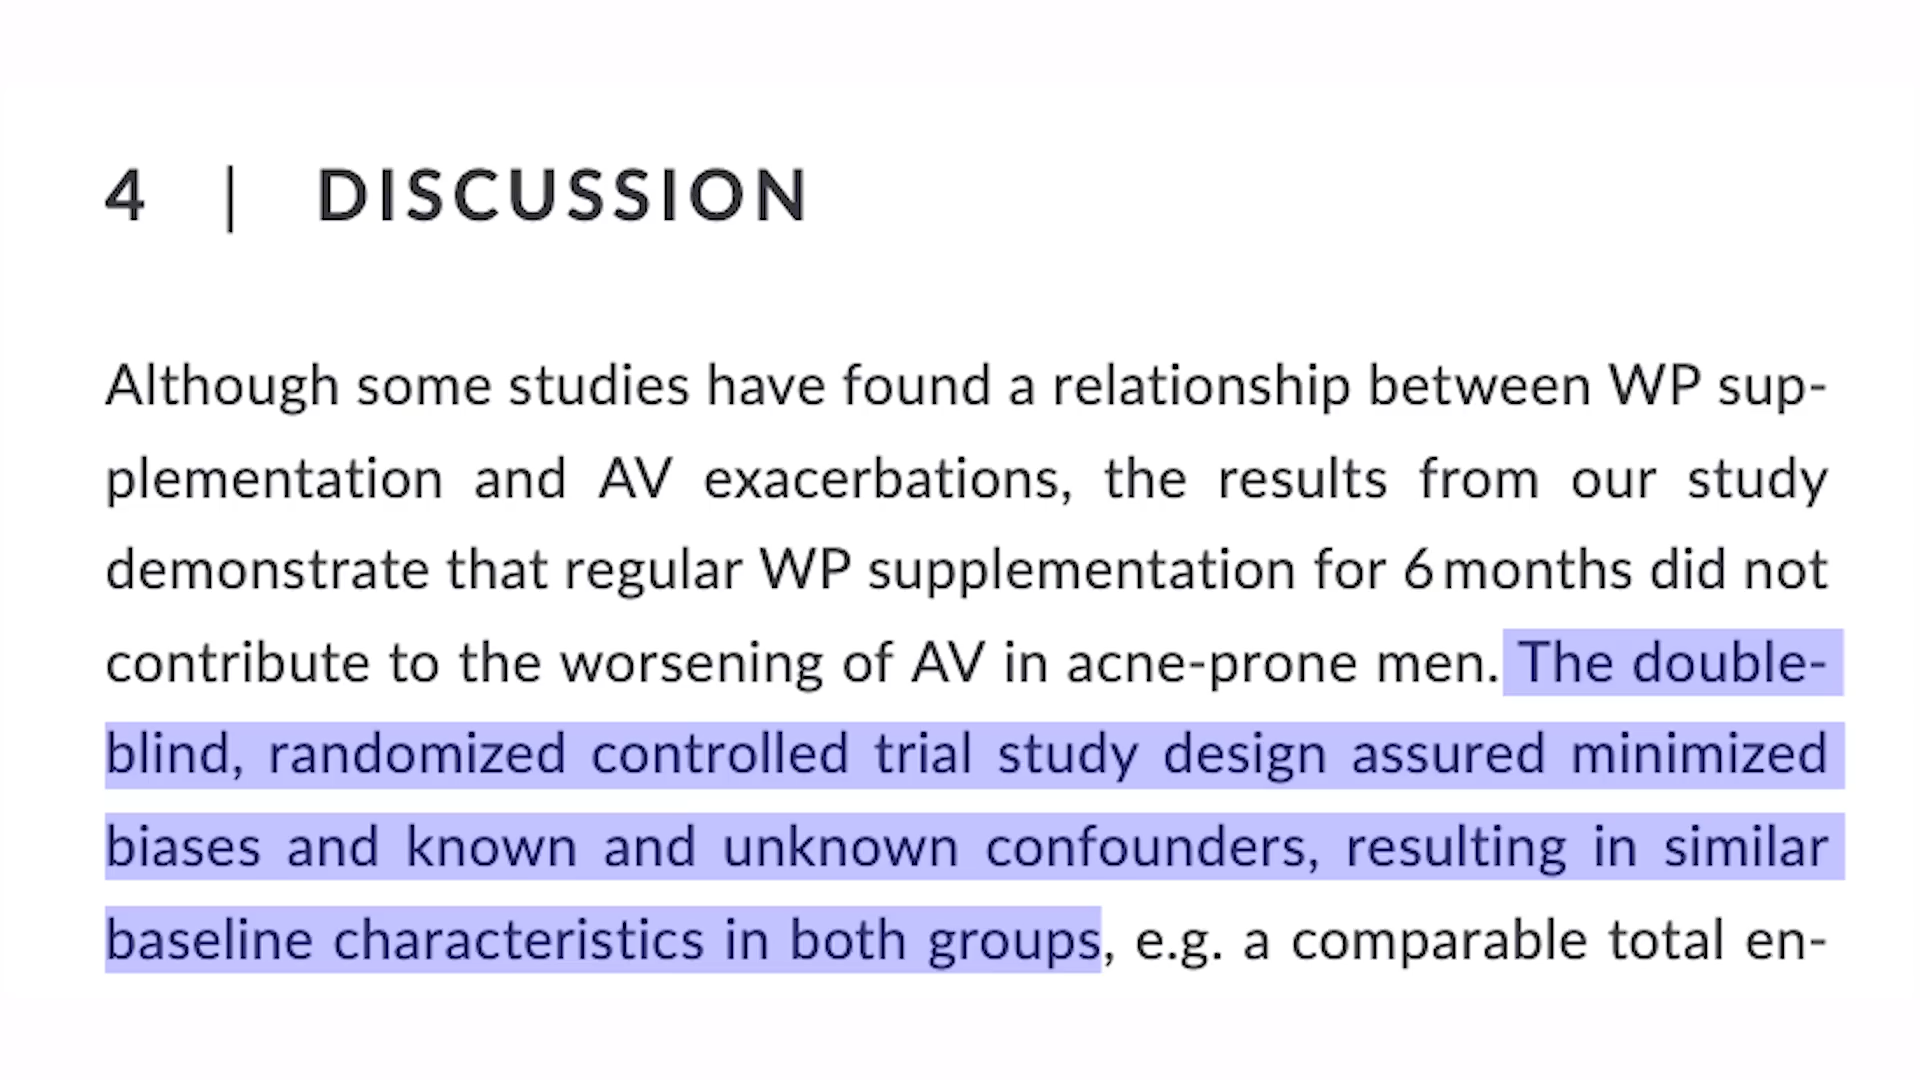 4 | DISCUSSION
Although some studies have found a relationship between WP sup-
plementation and AV exacerbations, the results from our study
demonstrate that regular WP supplementation for 6 months did not
contribute to the worsening of AV in acne-prone men. The double-
blind, randomized controlled trial study design assured minimized
biases and known and unknown confounders, resulting in similar
baseline characteristics in both groups, e.g. a comparable total en-